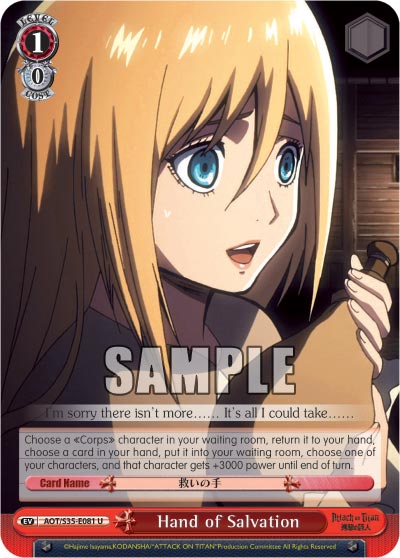 LEVEL
1
0
COST
SAMPLE
I'm sorry there isn't more…… It's all I could take……
Choose a «Corps» character in your waiting room, return it to your hand,
choose a card in your hand, put it into your waiting room, choose one of
your characters, and that character gets +3000 power until end of turn.
Card Name 救いの手
EV AOT/S35-E081 U Hand of Salvation Attack on Titan
進撃の巨人
©Hajime Isayama,KODANSHA/"ATTACK ON TITAN"Production Committee.All Rights Reserved.